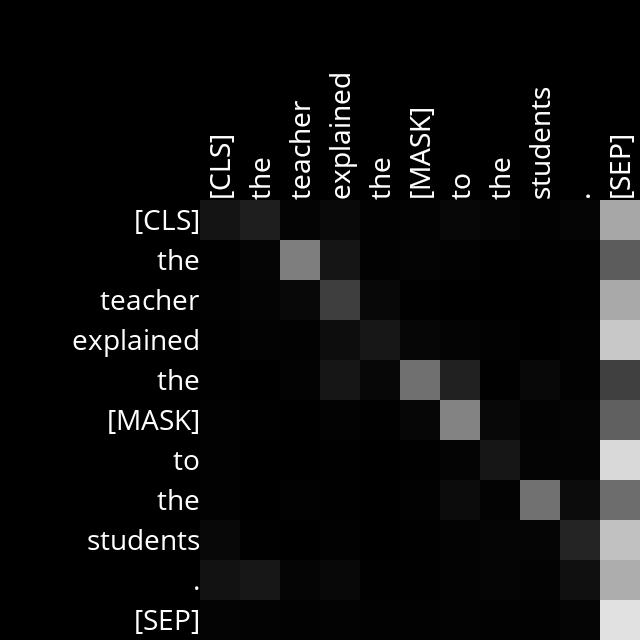 [CLS] the teacher explained the [MASK] to the students . [SEP]
[CLS]
the
teacher
explained
the
[MASK]
to
the
students
.
[SEP]